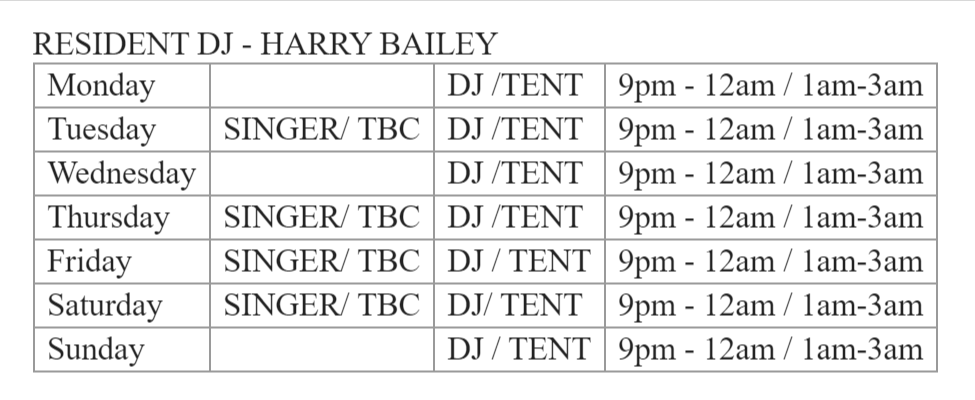 RESIDENT DJ - HARRY BAILEY
Monday DJ /TENT 9pm - 12am / 1am-3am
Tuesday SINGER/ TBC DJ /TENT 9pm - 12am / 1am-3am
Wednesday DJ /TENT 9pm - 12am / 1am-3am
Thursday SINGER/ TBC DJ /TENT 9pm - 12am / 1am-3am
Friday SINGER/ TBC DJ / TENT 9pm - 12am / 1am-3am
Saturday SINGER/ TBC DJ/ TENT 9pm - 12am / 1am-3am
Sunday DJ / TENT 9pm - 12am / 1am-3am